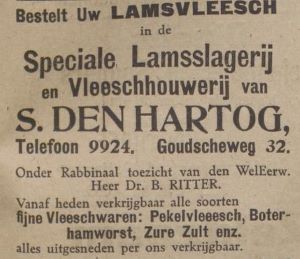 Bestelt Uw LAMSVLEESCH
in de
Speciale Lamsslagerij
en Vleeschhouwerij van
S. DEN HARTOG,
Telefoon 9924. Goudscheweg 32.
Onder Rabbinaal toezicht van den WelEerw.
Heer Dr. B. RITTER.
Vanaf heden verkrijgbaar alle soorten
fijne Vleeschwaren: Pekelvleesch, Boter-
hamworst, Zure Zult enz.
alles uitgesneden per ons verkrijgbaar.